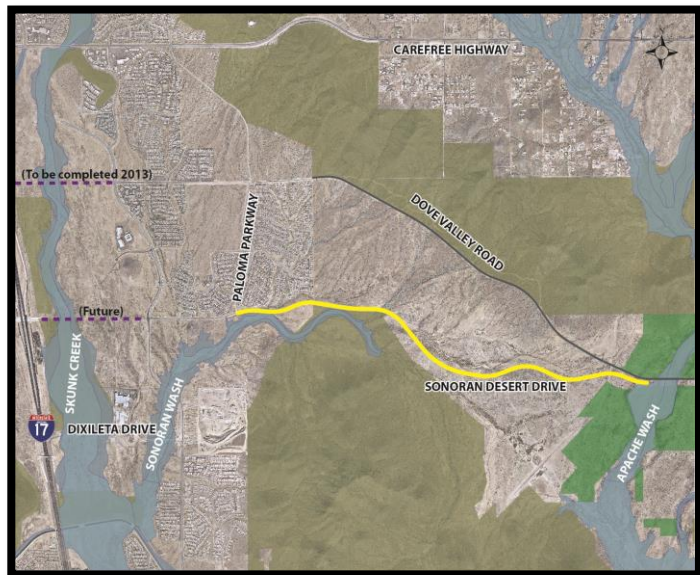 CAREFREE HIGHWAY
(To be completed 2013)
PALOMA PARKWAY
DOVE VALLEY ROAD
(Future)
SKUNK CREEK
SONORAN WASH
SONORAN DESERT DRIVE
INTERSTATE
17
DIXILETA DRIVE
APACHE WASH